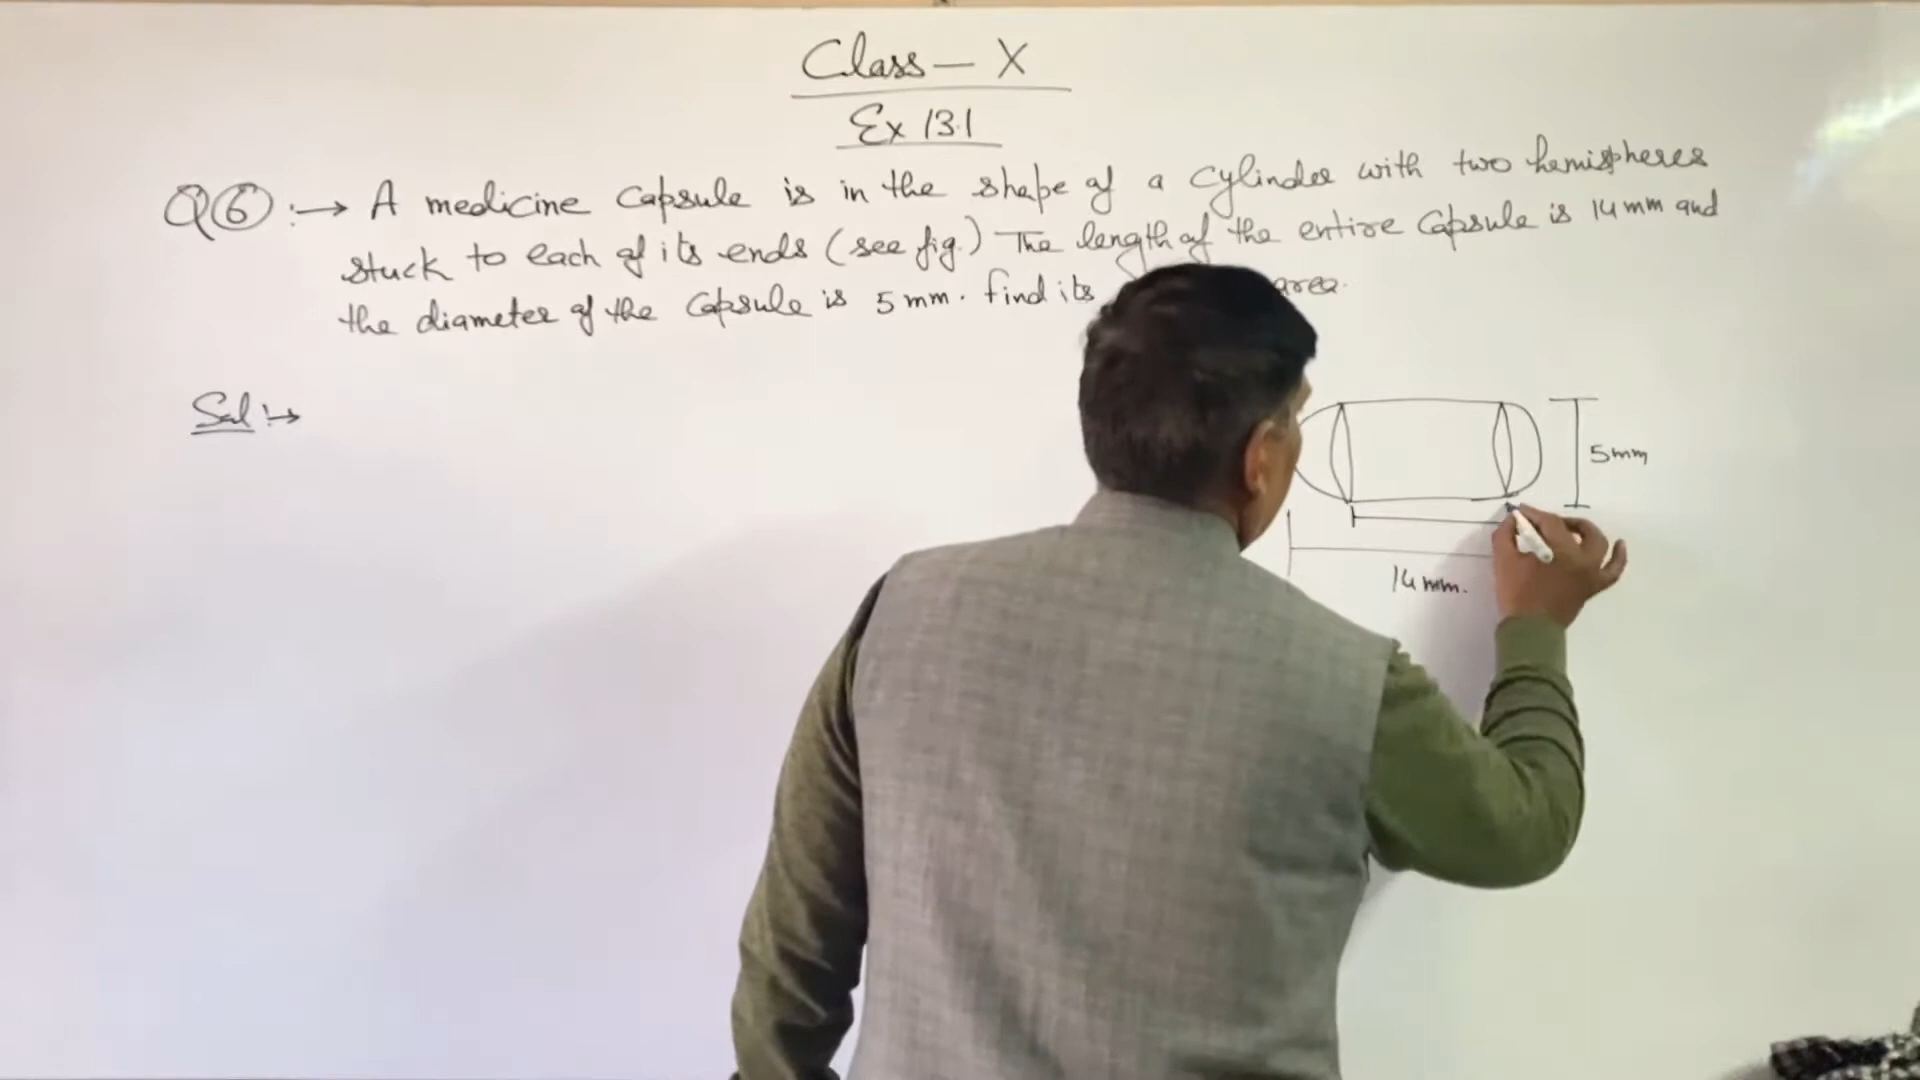 Class - X
Ex 13.1
Q 6 :→ A medicine capsule is in the shape of a cylinder with two hemispheres
stuck to each of its ends (see fig.) The length of the entire capsule is 14 mm and
the diameter of the capsule is 5 mm. find its area.
Sol :→
5mm
14 mm.